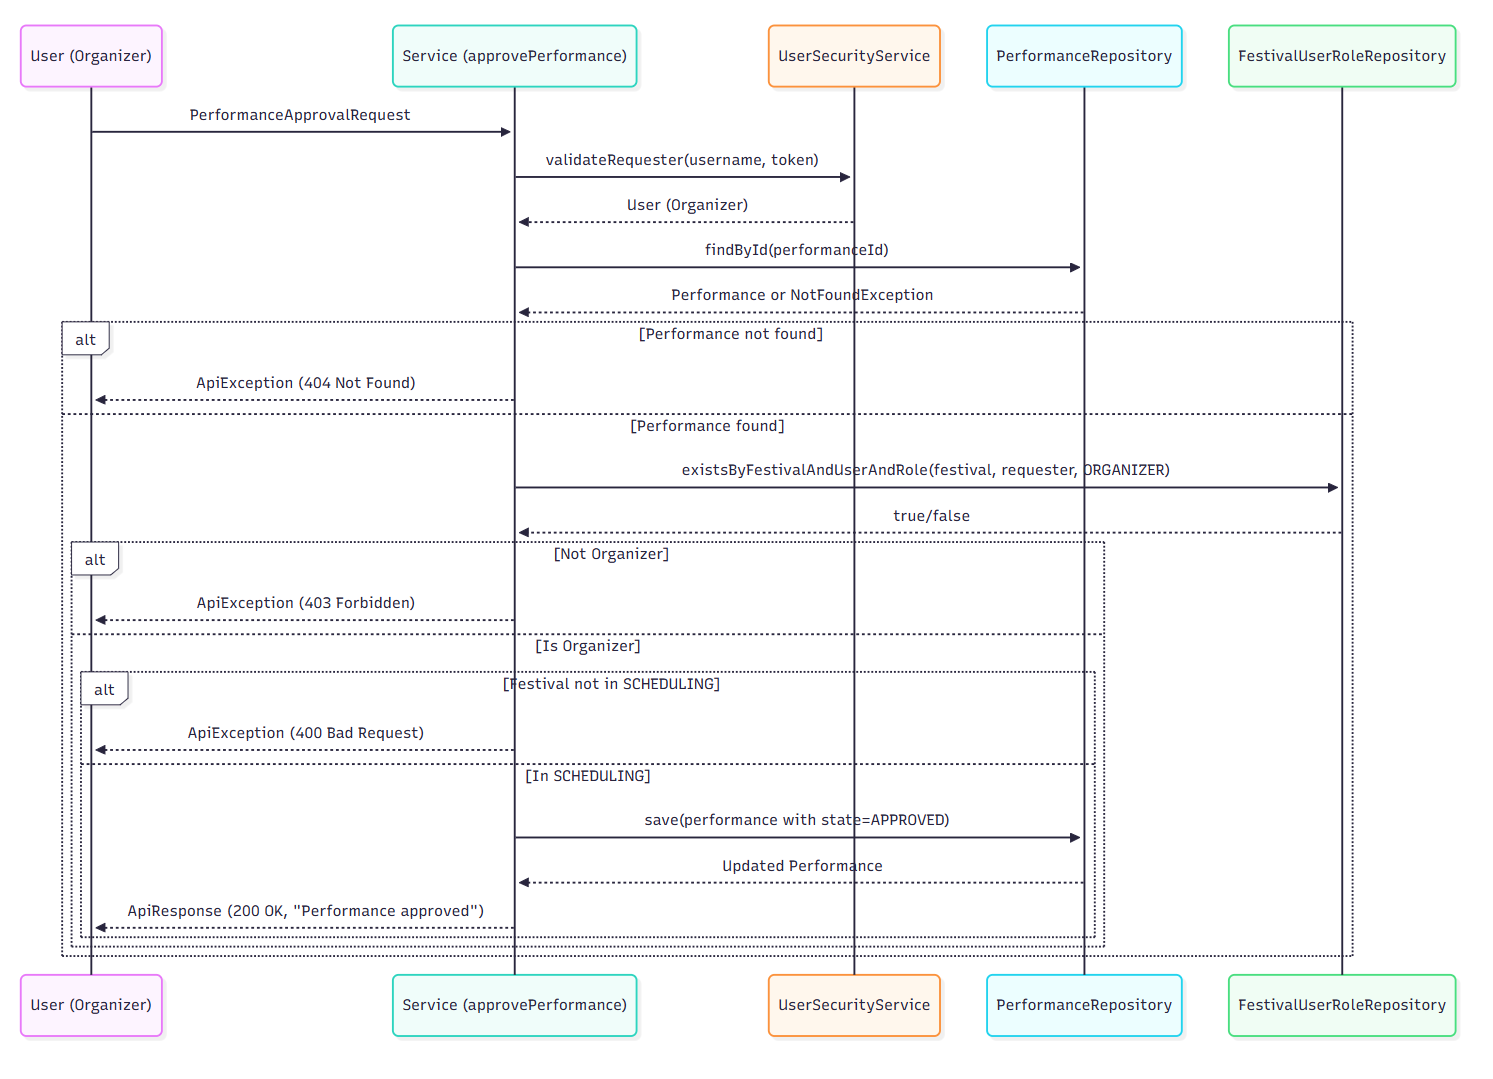 User (Organizer)
Service (approvePerformance)
UserSecurityService
PerformanceRepository
FestivalUserRoleRepository
PerformanceApprovalRequest
validateRequester(username, token)
User (Organizer)
findById(performanceId)
Performance or NotFoundException
alt
[Performance not found]
ApiException (404 Not Found)
[Performance found]
existsByFestivalAndUserAndRole(festival, requester, ORGANIZER)
true/false
alt
[Not Organizer]
ApiException (403 Forbidden)
[Is Organizer]
alt
[Festival not in SCHEDULING]
ApiException (400 Bad Request)
[In SCHEDULING]
save(performance with state=APPROVED)
Updated Performance
ApiResponse (200 OK, "Performance approved")
User (Organizer)
Service (approvePerformance)
UserSecurityService
PerformanceRepository
FestivalUserRoleRepository